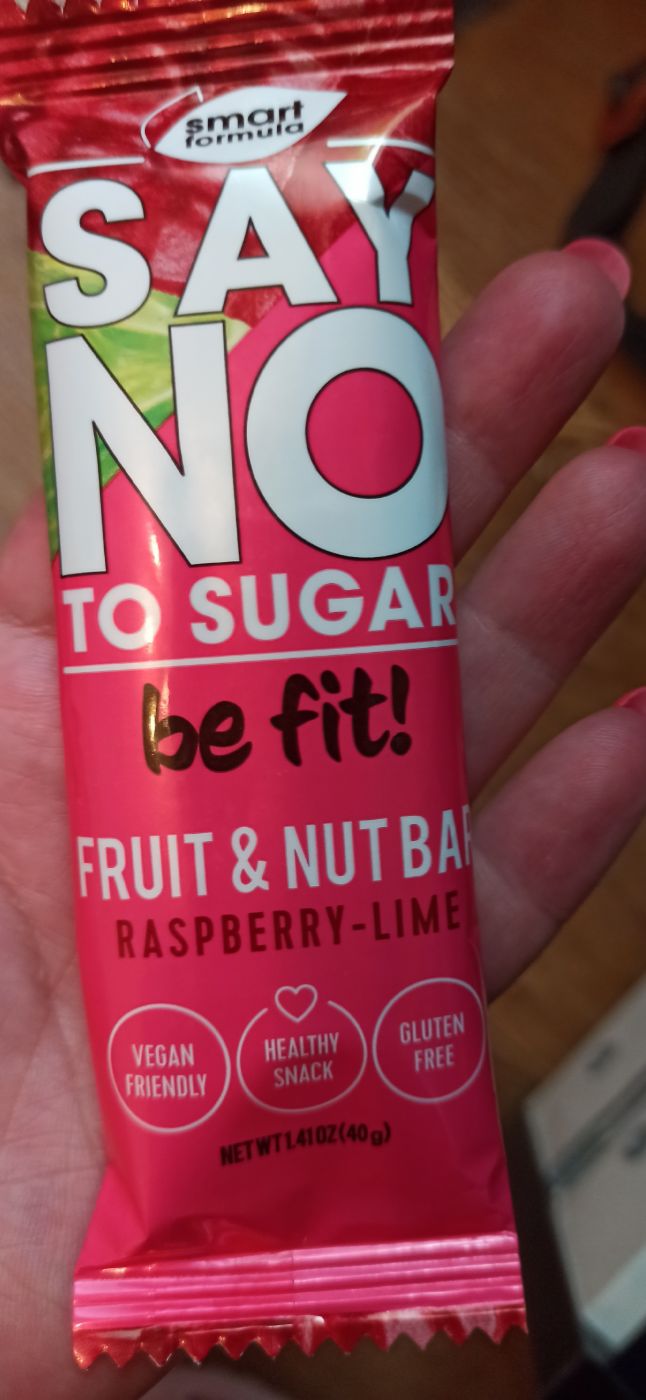 smart
formula
SAY
NO
TO SUGAR
be fit!
FRUIT & NUT BAR
RASPBERRY-LIME
VEGAN
FRIENDLY
HEALTHY
SNACK
GLUTEN
FREE
NET WT 1.41 OZ (40 g)